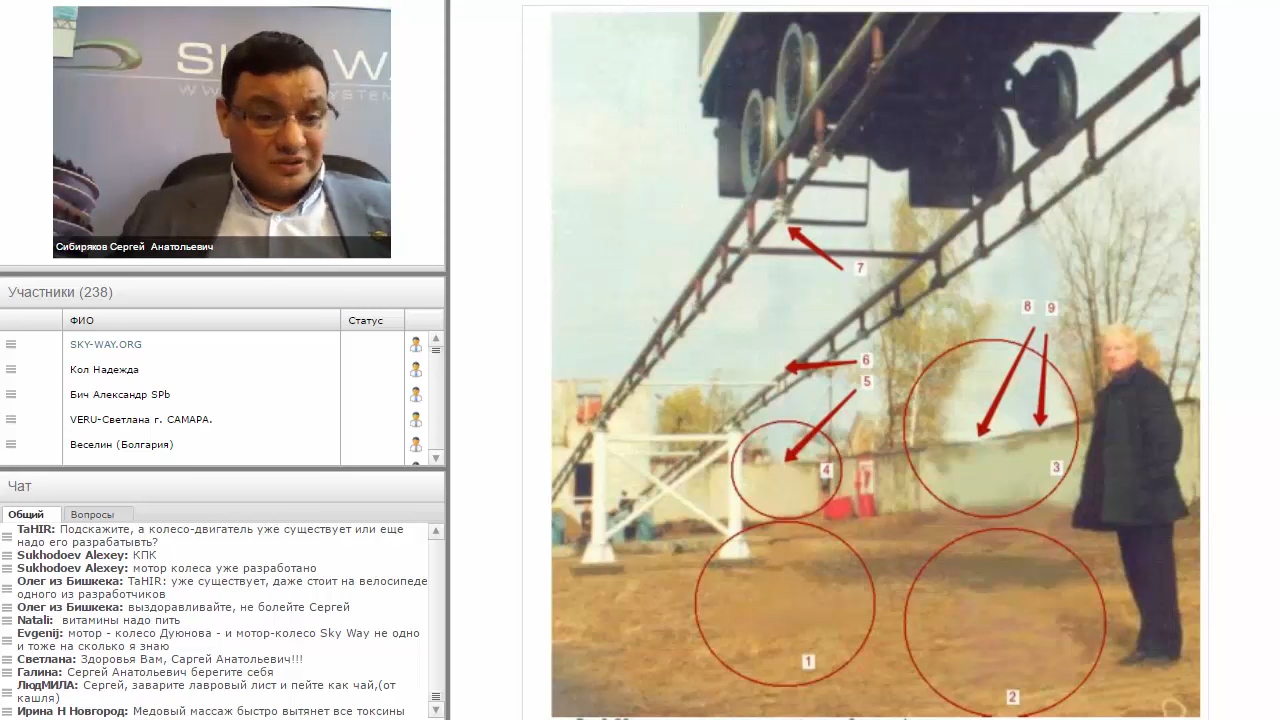 SKY WA
Сибиряков Сергей Анатольевич
Участники (238)
ФИО
Статус
SKY-WAY.ORG
Кол Надежда
Бич Александр SPb
VERU-Светлана г. САМАРА.
Веселин (Болгария)
Чат
Общий
Вопросы
TaHIR: Подскажите, а колесо-двигатель уже существует или еще
надо его разрабатывть?
Sukhodoev Alexey: КПК
Sukhodoev Alexey: мотор колеса уже разработано
Олег из Бишкека: TaHIR: уже существует, даже стоит на велосипеде
одного из разработчиков
Олег из Бишкека: выздоравливайте, не болейте Сергей
Natali: витамины надо пить
Evgenij: мотор - колесо Дуюнова - и мотор-колесо Sky Way не одно
и тоже на сколько я знаю
Светлана: Здоровья Вам, Саргей Анатольевич!!!
Галина: Сергей Анатольевич берегите себя
ЛюдМИЛА: Сергей, заварите лавровый лист и пейте как чай,(от
кашля)
Ирина Н Новгород: Медовый массаж быстро вытянет все токсины
7
8
9
6
5
4
3
1
2